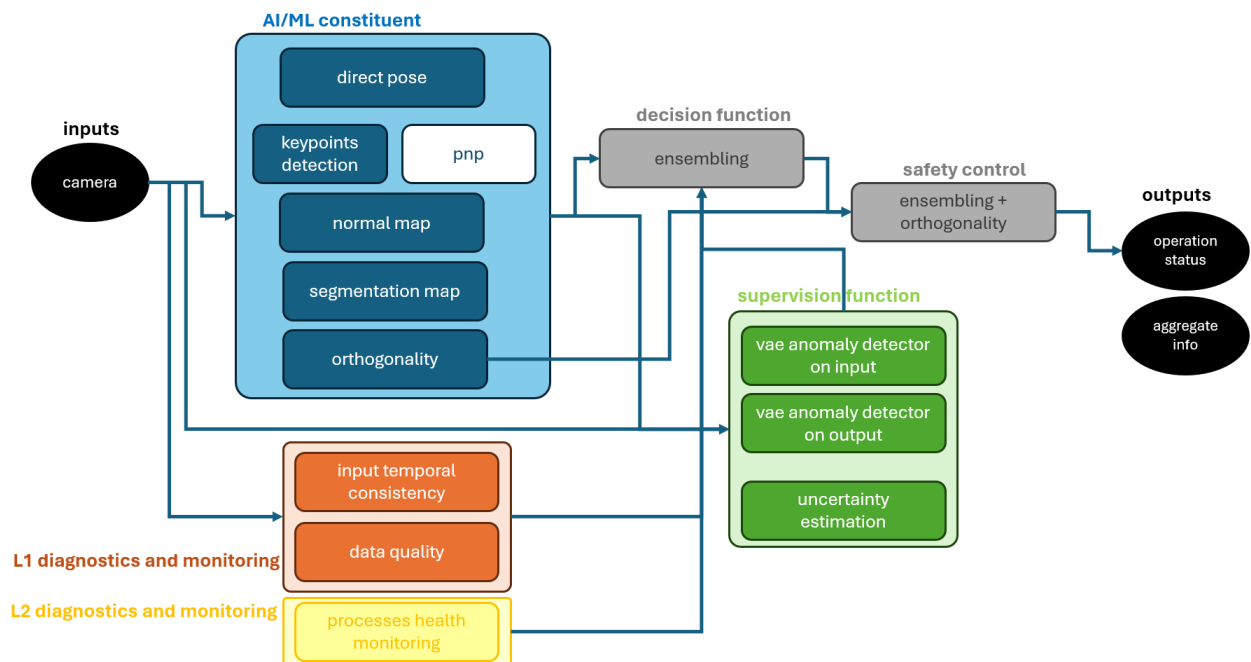 AI/ML constituent
direct pose
inputs
camera
keypoints
detection
pnp
normal map
segmentation map
orthogonality
decision function
ensembling
safety control
ensembling +
orthogonality
outputs
operation
status
aggregate
info
supervision function
vae anomaly detector
on input
vae anomaly detector
on output
uncertainty
estimation
input temporal
consistency
data quality
L1 diagnostics and monitoring
L2 diagnostics and monitoring
processes health
monitoring